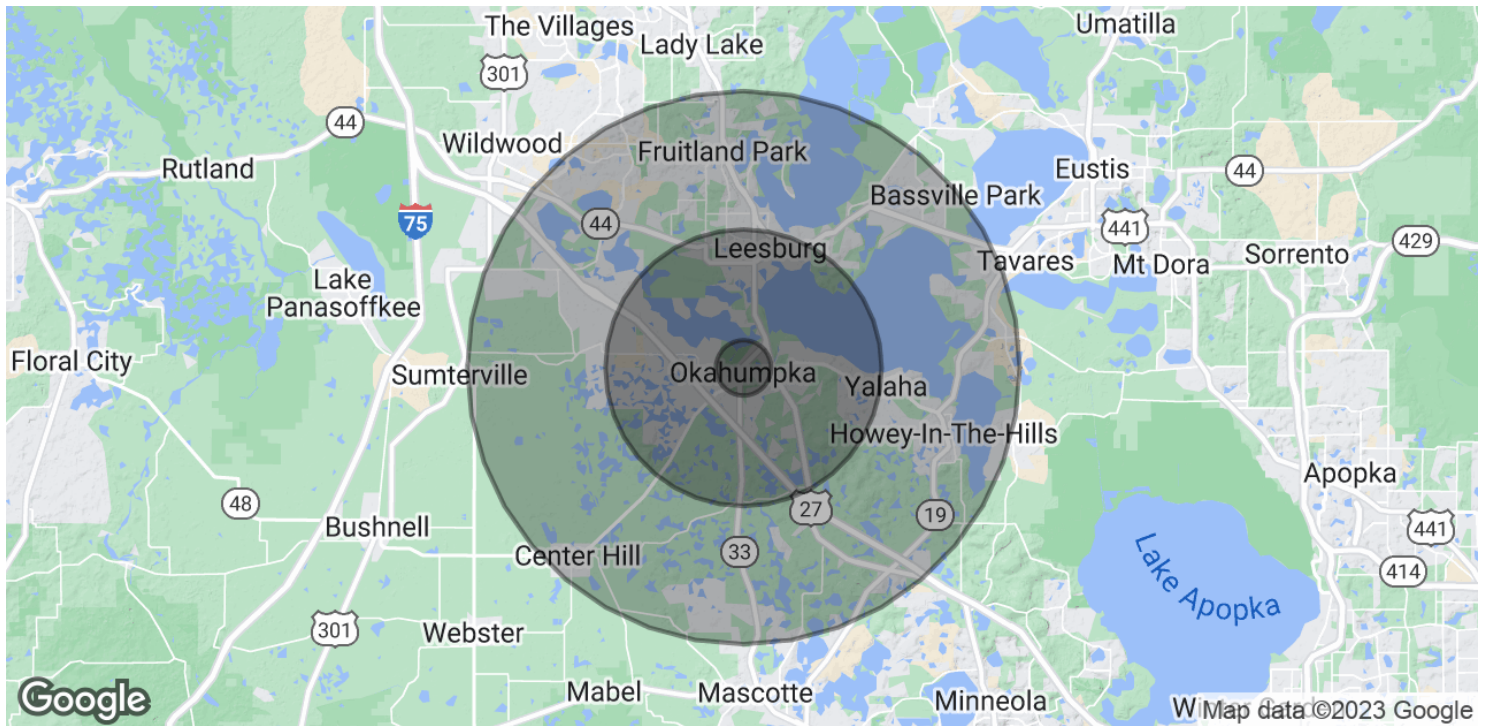 The Villages
Lady Lake
Umatilla
301
44
Wildwood
Fruitland Park
Rutland
Eustis
44
Bassville Park
75
44
441
429
Leesburg
Tavares
Mt Dora
Sorrento
Lake
Panasoffkee
Floral City
Sumterville
Okahumpka
Yalaha
Howey-In-The-Hills
Apopka
48
27
19
Bushnell
441
Center Hill
33
414
Lake Apopka
301
Webster
Mabel
Mascotte
Minneola
Google
Map data ©2023 Google